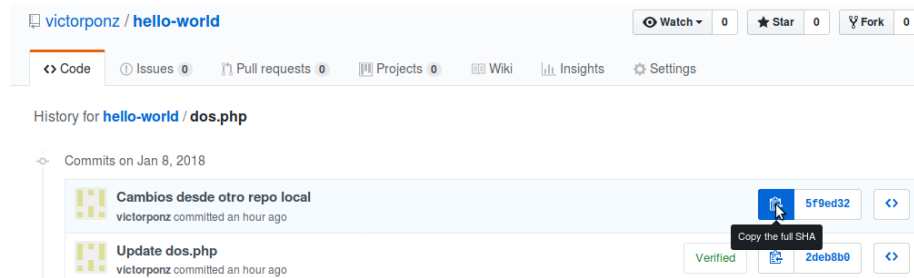 victorponz / hello-world
Watch 0 Star 0 Fork 0
Code Issues 0 Pull requests 0 Projects 0 Wiki Insights Settings
History for hello-world / dos.php
Commits on Jan 8, 2018
Cambios desde otro repo local
victorponz committed an hour ago
5f9ed32
Copy the full SHA
Update dos.php
victorponz committed an hour ago
Verified 2deb8b0